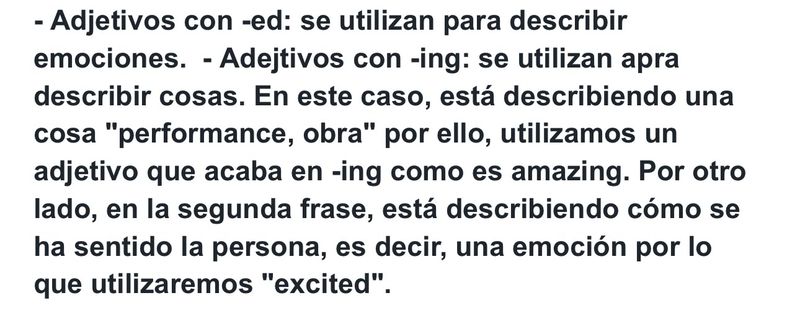 - Adjetivos con -ed: se utilizan para describir
emociones.  - Adejtivos con -ing: se utilizan apra
describir cosas. En este caso, está describiendo una
cosa "performance, obra" por ello, utilizamos un
adjetivo que acaba en -ing como es amazing. Por otro
lado, en la segunda frase, está describiendo cómo se
ha sentido la persona, es decir, una emoción por lo
que utilizaremos "excited".